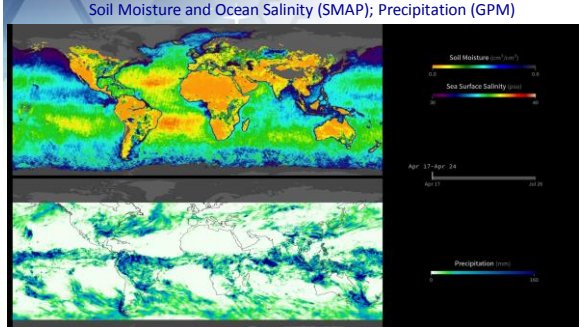 Soil Moisture and Ocean Salinity (SMAP); Precipitation (GPM)
Soil Moisture (cm³/cm³)
0.0 0.6
Sea Surface Salinity (psu)
30 40
Apr 17–Apr 24
Apr 17 Jul 26
Precipitation (mm)
0 150